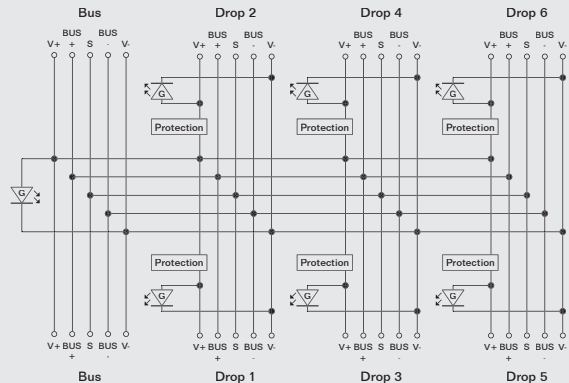 Bus Drop 2 Drop 4 Drop 6
V+ BUS + S BUS - V- V+ BUS + S BUS - V- V+ BUS + S BUS - V- V+ BUS + S BUS - V-
G G G
Protection Protection Protection
G
Protection Protection Protection
G G G
V+ BUS + S BUS - V- V+ BUS + S BUS - V- V+ BUS + S BUS - V- V+ BUS + S BUS - V-
Bus Drop 1 Drop 3 Drop 5